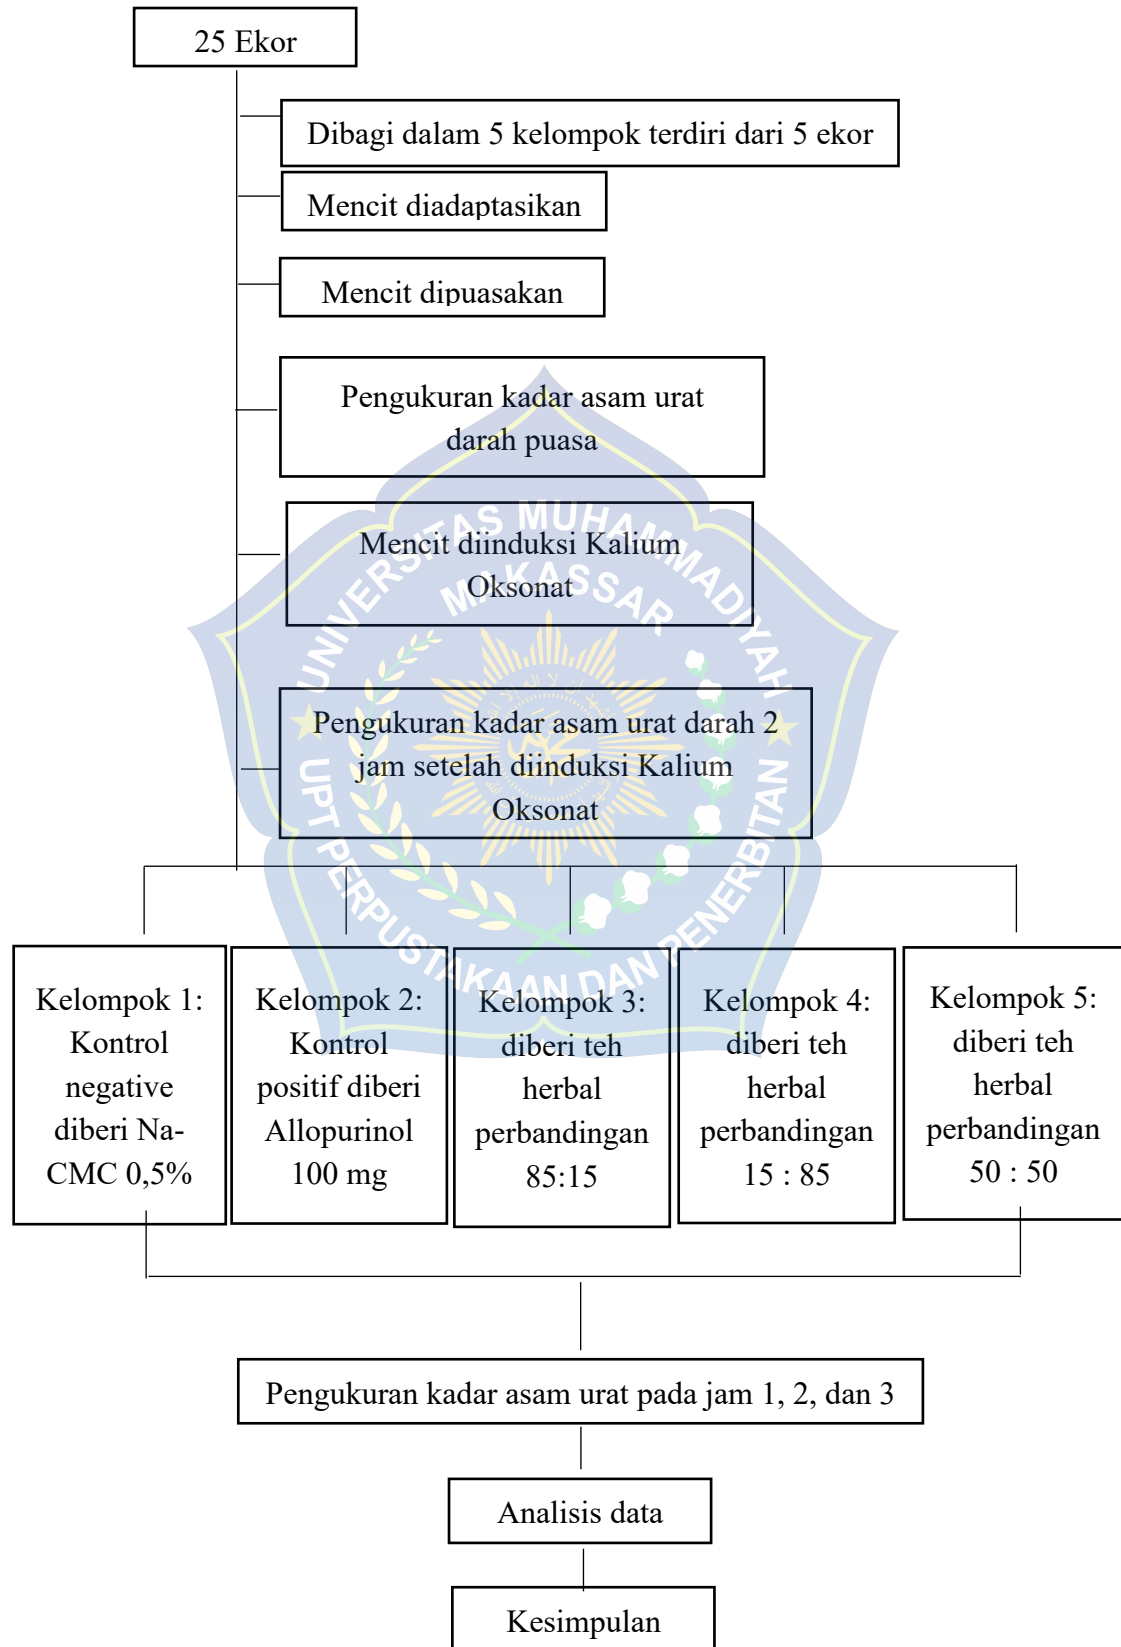 25 Ekor
Dibagi dalam 5 kelompok terdiri dari 5 ekor
Mencit diadaptasikan
Mencit dipuasakan
Pengukuran kadar asam urat
darah puasa
Mencit diinduksi Kalium
Oksonat
Pengukuran kadar asam urat darah 2
jam setelah diinduksi Kalium
Oksonat
UNIVERSITAS MUHAMMADIYAH
MAKASSAR
UPT PERPUSTAKAAN DAN PENERBITAN
Kelompok 1:
Kontrol
negative
diberi Na-
CMC 0,5%
Kelompok 2:
Kontrol
positif diberi
Allopurinol
100 mg
Kelompok 3:
diberi teh
herbal
perbandingan
85:15
Kelompok 4:
diberi teh
herbal
perbandingan
15 : 85
Kelompok 5:
diberi teh
herbal
perbandingan
50 : 50
Pengukuran kadar asam urat pada jam 1, 2, dan 3
Analisis data
Kesimpulan